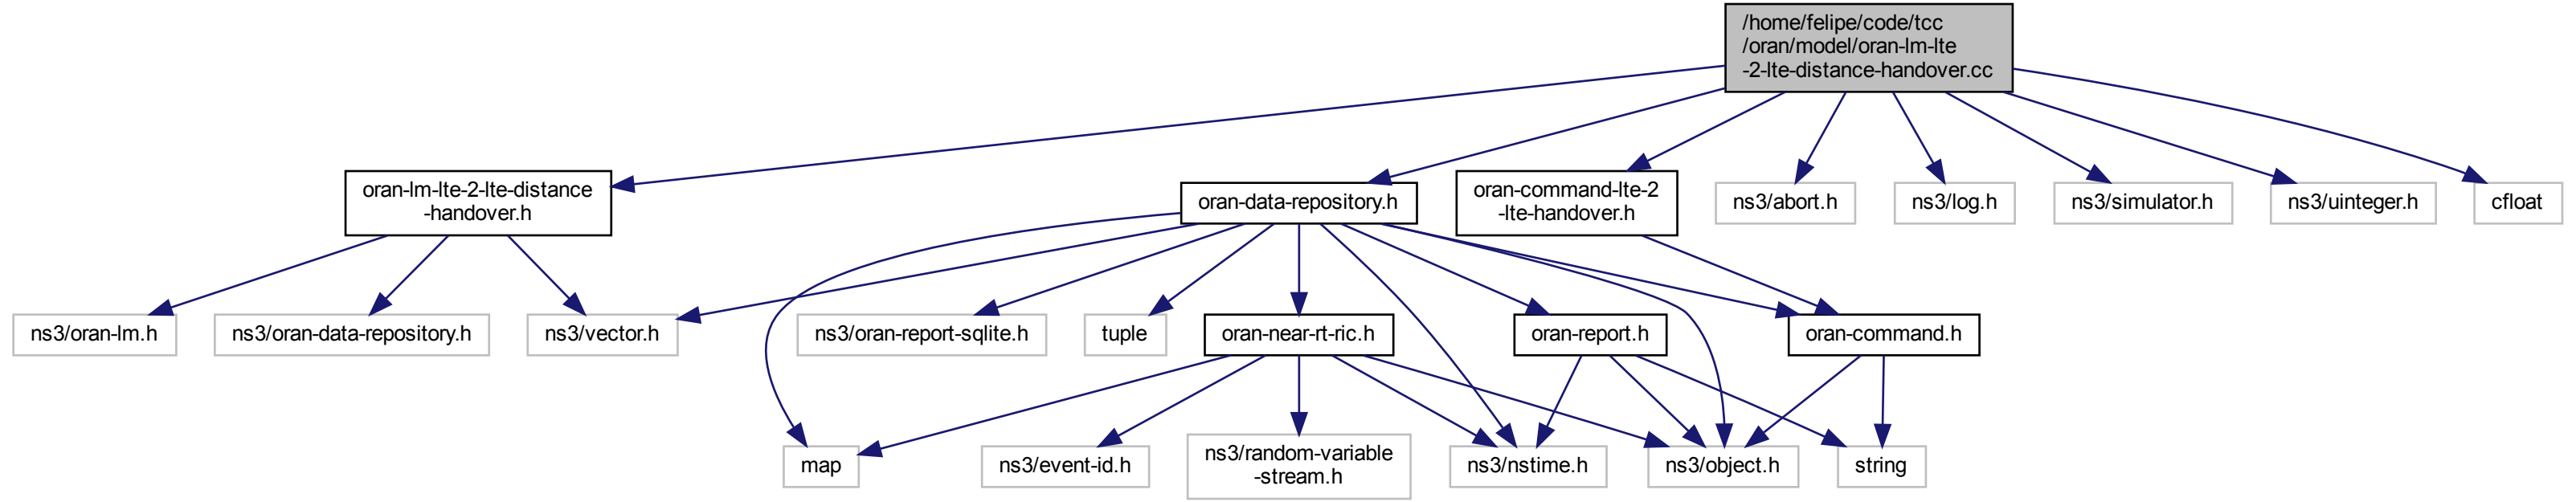 /home/felipe/code/tcc
/oran/model/oran-lm-lte
-2-lte-distance-handover.cc
oran-lm-lte-2-lte-distance
-handover.h
oran-data-repository.h
oran-command-lte-2
-lte-handover.h
ns3/abort.h
ns3/log.h
ns3/simulator.h
ns3/uinteger.h
cfloat
ns3/oran-lm.h
ns3/oran-data-repository.h
ns3/vector.h
ns3/oran-report-sqlite.h
tuple
oran-near-rt-ric.h
oran-report.h
oran-command.h
map
ns3/event-id.h
ns3/random-variable
-stream.h
ns3/nstime.h
ns3/object.h
string